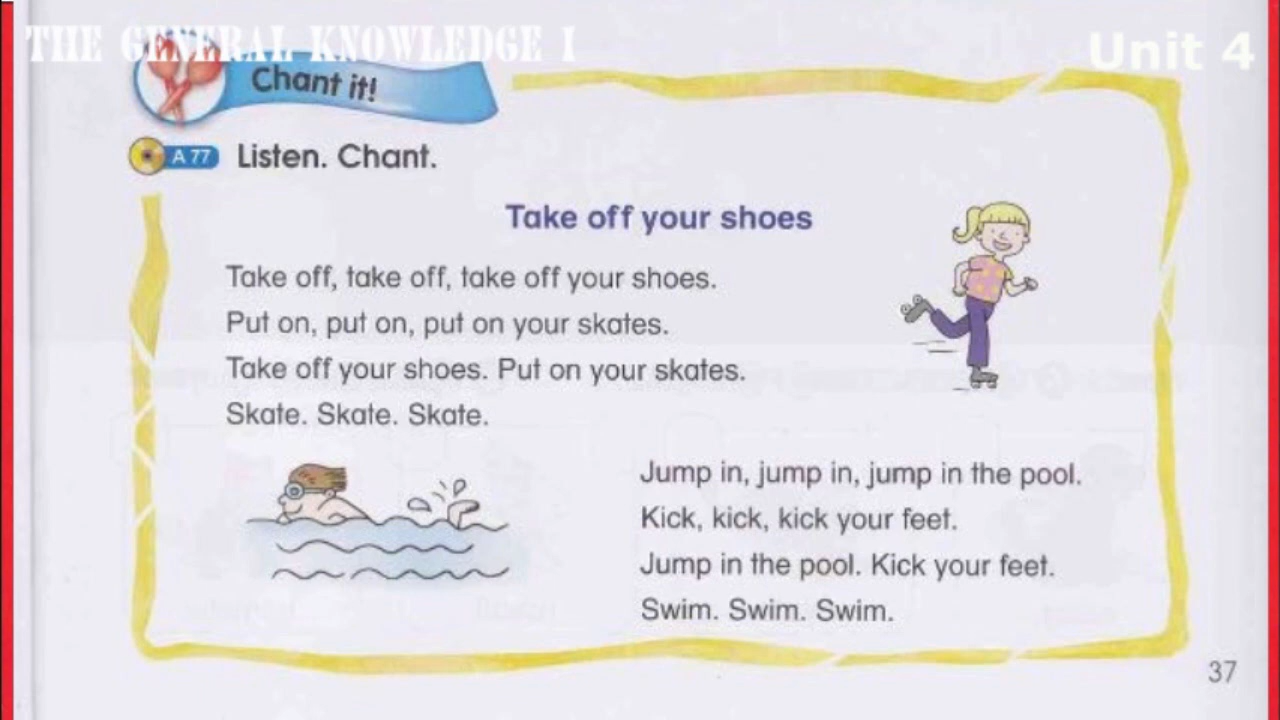 THE GENERAL KNOWLEDGE I
Unit 4
Chant it!
A 77 Listen. Chant.
Take off your shoes
Take off, take off, take off your shoes.
Put on, put on, put on your skates.
Take off your shoes. Put on your skates.
Skate. Skate. Skate.
Jump in, jump in, jump in the pool.
Kick, kick, kick your feet.
Jump in the pool. Kick your feet.
Swim. Swim. Swim.
37